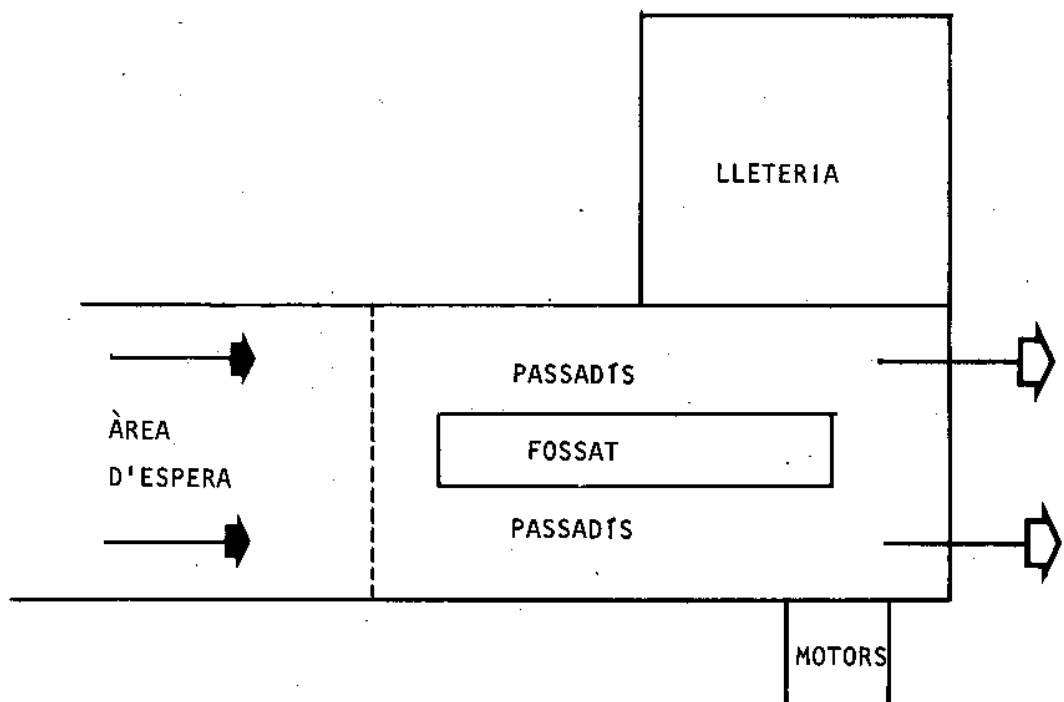 LLETERIA
PASSADÍS
ÀREA
D'ESPERA
FOSSAT
PASSADÍS
MOTORS